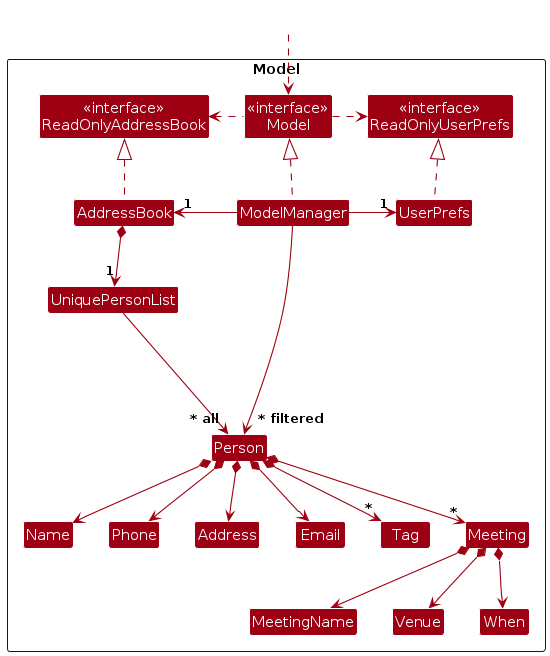 Model
«interface»
ReadOnlyAddressBook
«interface»
Model
«interface»
ReadOnlyUserPrefs
AddressBook
1
ModelManager
1
UserPrefs
1
UniquePersonList
* all
* filtered
Person
*
*
Name
Phone
Address
Email
Tag
Meeting
MeetingName
Venue
When